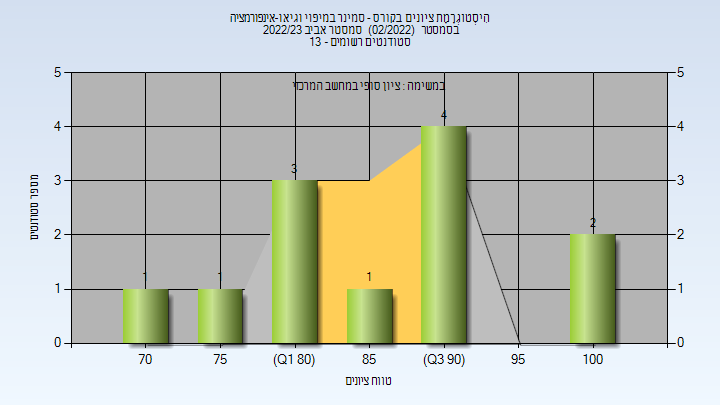 היסטוגרמת ציונים בקורס - סמינר במיפוי וגיאו-אינפורמציה
בסמסטר (02/2022) סמסטר אביב 2022/23
סטודנטים רשומים - 13
במשימה : ציון סופי במחשב המרכזי
5 5
4 4 4
3 3 3
2 2 2
1 1 1 1 1
0 0
מספר סטודנטים
70 75 (Q1 80) 85 (Q3 90) 95 100
טווח ציונים